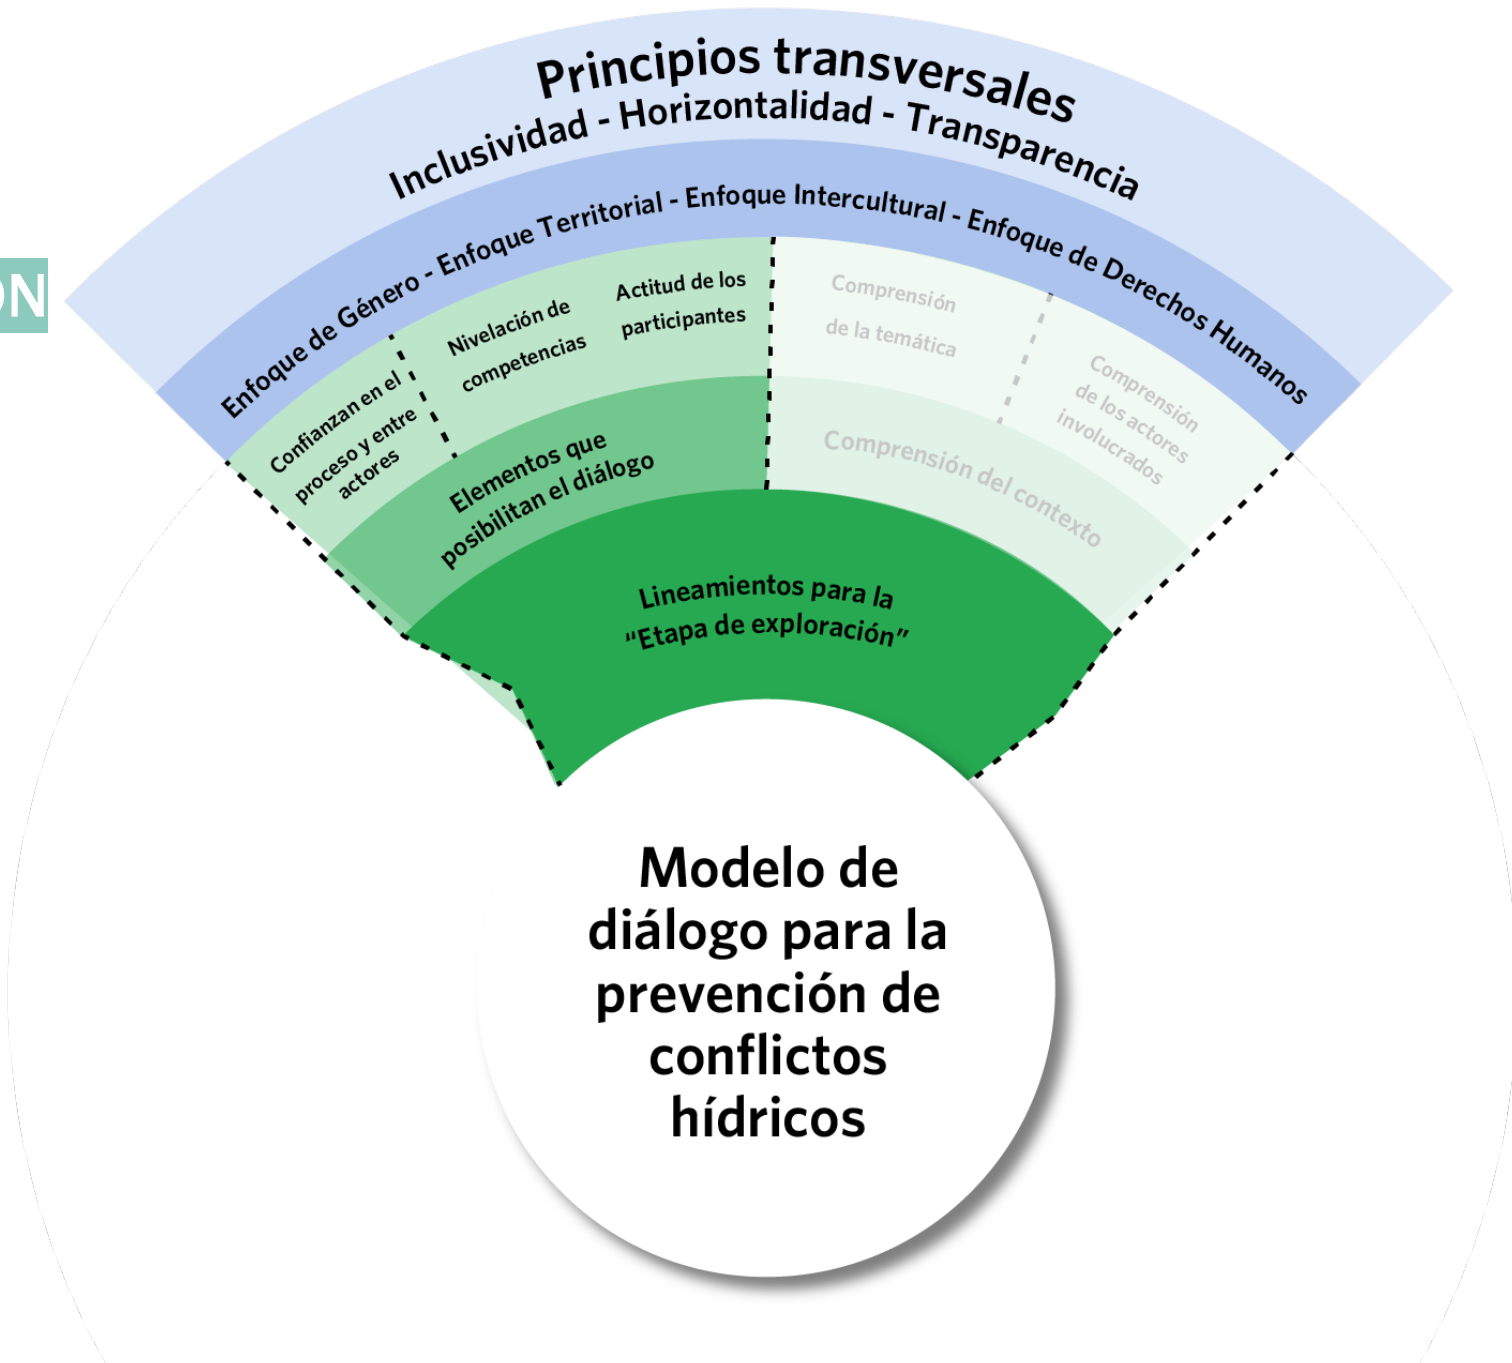 Principios transversales
Inclusividad - Horizontalidad - Transparencia
Enfoque de Género - Enfoque Territorial - Enfoque Intercultural - Enfoque de Derechos Humanos
ÓN
Confianzan en el
proceso y entre
actores
Nivelación de
competencias
Actitud de los
participantes
Comprensión
de la temática
Comprensión
de los actores
involucrados
Elementos que
posibilitan el diálogo
Comprensión del contexto
Lineamientos para la
“Etapa de exploración”
Modelo de
diálogo para la
prevención de
conflictos
hídricos